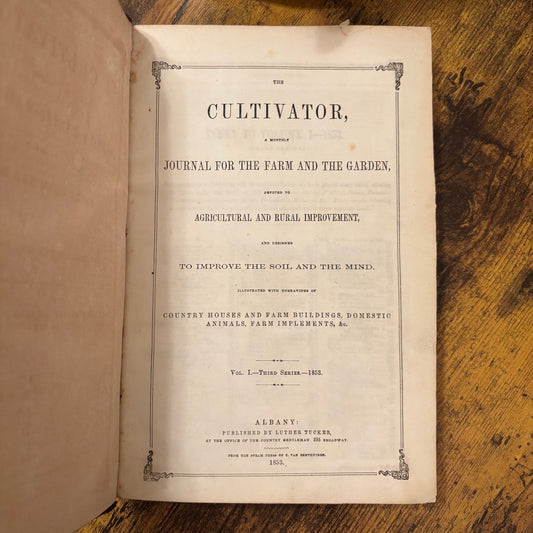 THE
CULTIVATOR,
A MONTHLY
JOURNAL FOR THE FARM AND THE GARDEN,
DEVOTED TO
AGRICULTURAL AND RURAL IMPROVEMENT,
AND DESIGNED
TO IMPROVE THE SOIL AND THE MIND.
ILLUSTRATED WITH ENGRAVINGS OF
COUNTRY HOUSES AND FARM BUILDINGS, DOMESTIC
ANIMALS, FARM IMPLEMENTS, &c.
VOL. I.—THIRD SERIES.—1853.
ALBANY:
PUBLISHED BY LUTHER TUCKER,
AT THE OFFICE OF THE COUNTRY GENTLEMAN, 395 BROADWAY.
FROM THE STEAM PRESS OF C. VAN BENTHUYSEN.
1853.